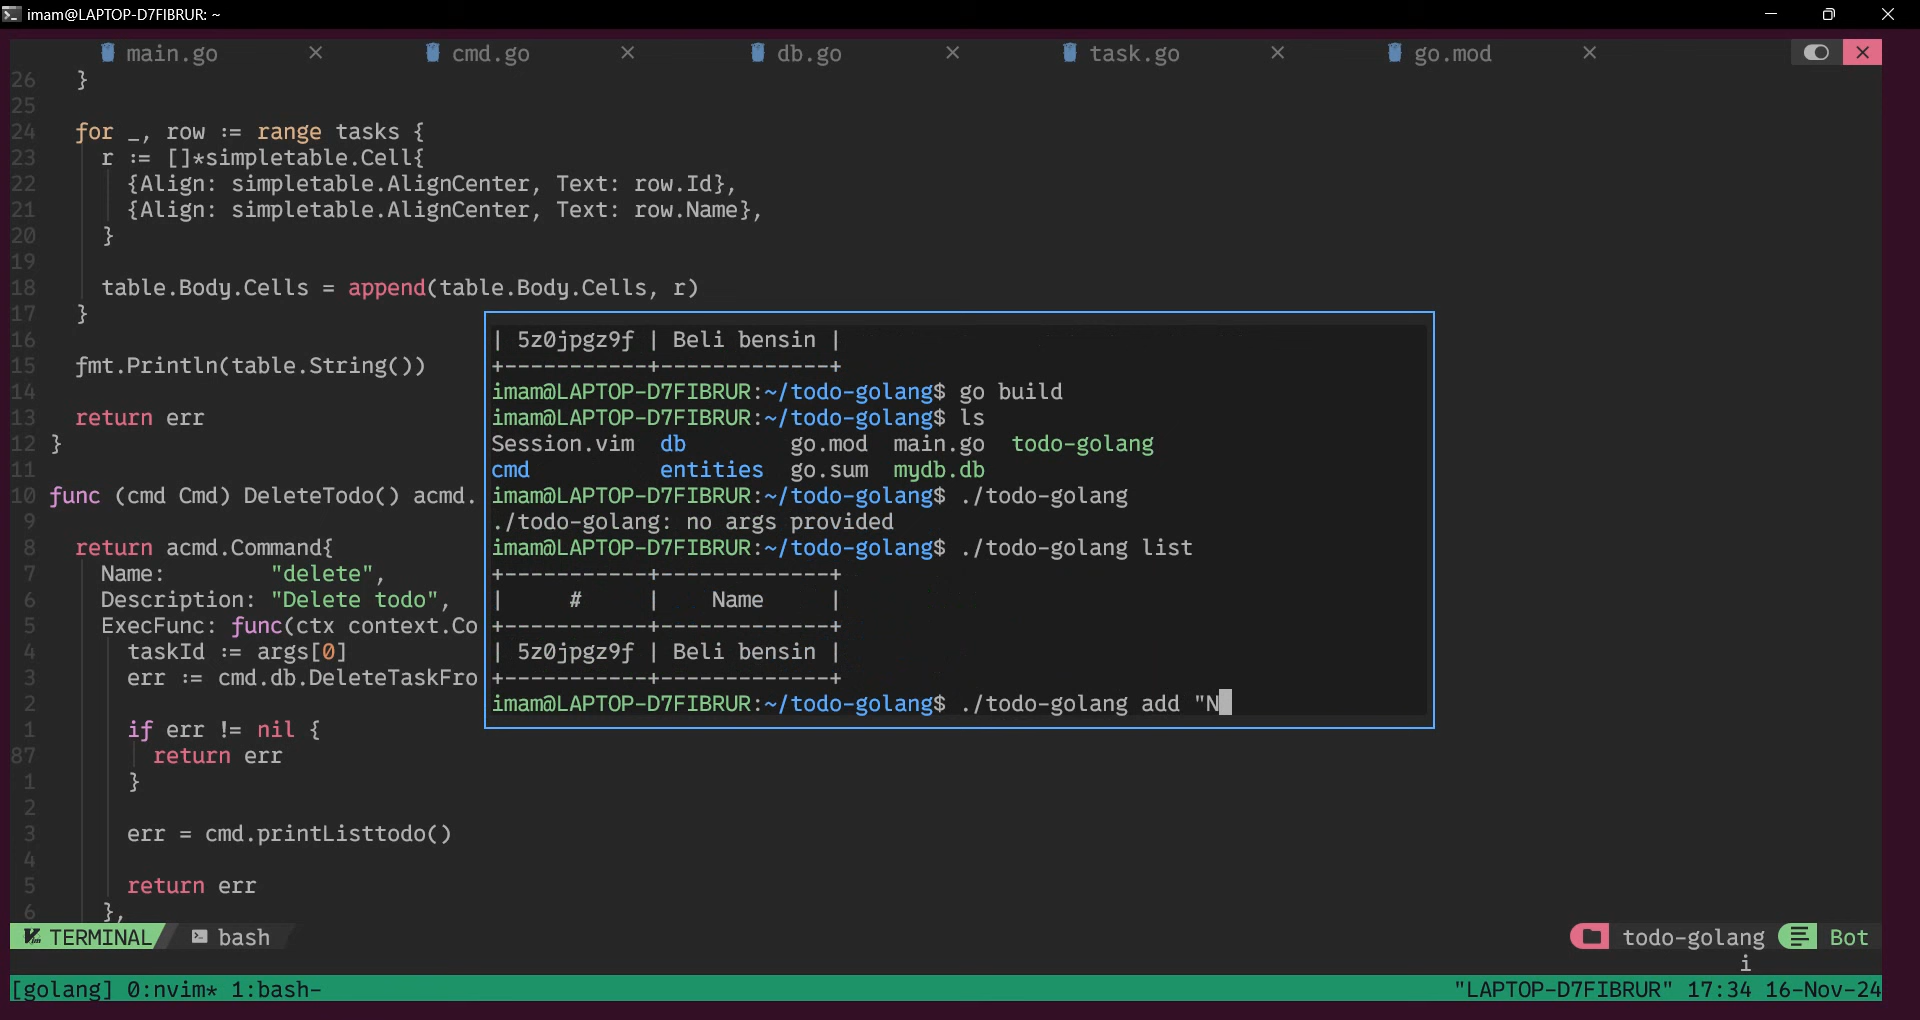 imam@LAPTOP-D7FIBRUR: ~
main.go × cmd.go × db.go × task.go × go.mod ×
26 }
25
24 for _, row := range tasks {
23 r := []*simpletable.Cell{
22 {Align: simpletable.AlignCenter, Text: row.Id},
21 {Align: simpletable.AlignCenter, Text: row.Name},
20 }
19
18 table.Body.Cells = append(table.Body.Cells, r)
17 }
16
15 fmt.Println(table.String())
14
13 return err
12 }
11
10 func (cmd Cmd) DeleteTodo() acmd.
9
8 return acmd.Command{
7 Name: "delete",
6 Description: "Delete todo",
5 ExecFunc: func(ctx context.Co
4 taskId := args[0]
3 err := cmd.db.DeleteTaskFro
2
1 if err != nil {
87 return err
1 }
2
3 err = cmd.printListtodo()
4
5 return err
6 },
| 5z0jpgz9f | Beli bensin |
+-----------+-------------+
imam@LAPTOP-D7FIBRUR:~/todo-golang$ go build
imam@LAPTOP-D7FIBRUR:~/todo-golang$ ls
Session.vim db go.mod main.go todo-golang
cmd entities go.sum mydb.db
imam@LAPTOP-D7FIBRUR:~/todo-golang$ ./todo-golang
./todo-golang: no args provided
imam@LAPTOP-D7FIBRUR:~/todo-golang$ ./todo-golang list
+-----------+-------------+
| # | Name |
+-----------+-------------+
| 5z0jpgz9f | Beli bensin |
+-----------+-------------+
imam@LAPTOP-D7FIBRUR:~/todo-golang$ ./todo-golang add "N
TERMINAL bash todo-golang Bot
i
[golang] 0:nvim* 1:bash- "LAPTOP-D7FIBRUR" 17:34 16-Nov-24